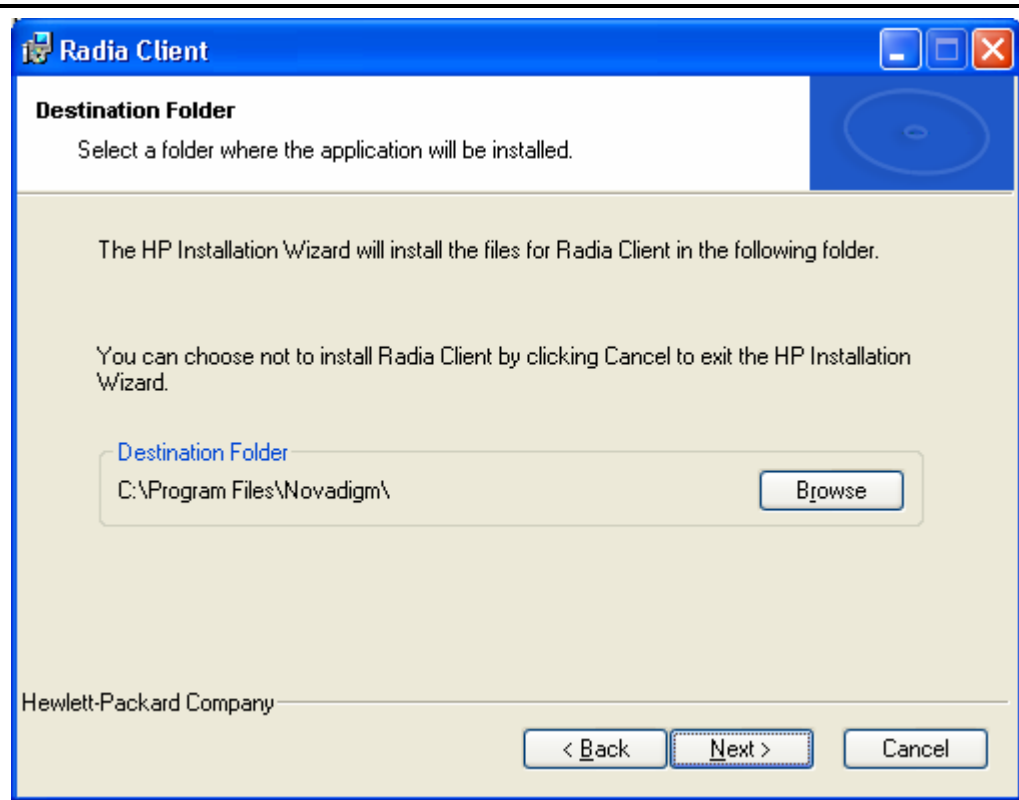 Radia Client
Destination Folder
Select a folder where the application will be installed.
The HP Installation Wizard will install the files for Radia Client in the following folder.
You can choose not to install Radia Client by clicking Cancel to exit the HP Installation
Wizard.
Destination Folder
C:\Program Files\Novadigm\
Browse
Hewlett-Packard Company
< Back
Next >
Cancel